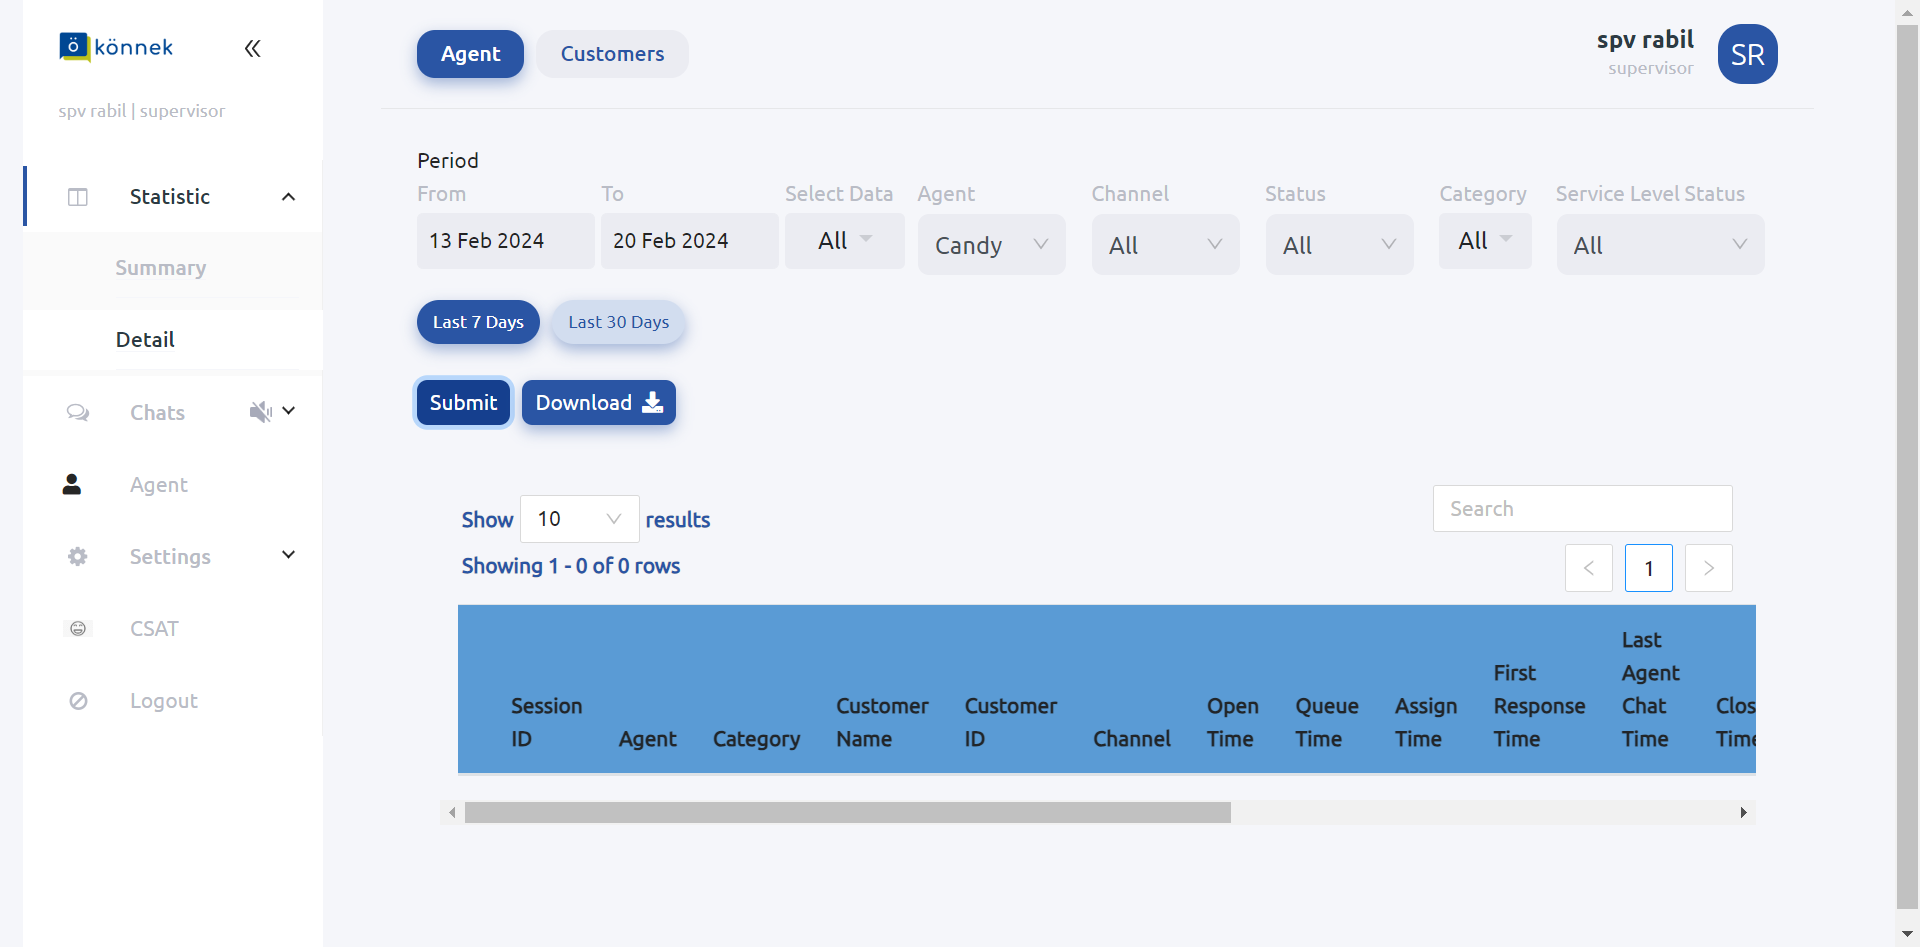 ö könnek
spv rabil | supervisor
Statistic
Summary
Detail
Chats
Agent
Settings
CSAT
Logout
Agent
Customers
spv rabil
supervisor
SR
Period
From
To
Select Data
Agent
Channel
Status
Category
Service Level Status
13 Feb 2024
20 Feb 2024
All
Candy
All
All
All
All
Last 7 Days
Last 30 Days
Submit
Download
Show 10 results
Search
Showing 1 - 0 of 0 rows
< 1 >
Session
ID
Agent
Category
Customer
Name
Customer
ID
Channel
Open
Time
Queue
Time
Assign
Time
First
Response
Time
Last
Agent
Chat
Time
Clos
Time